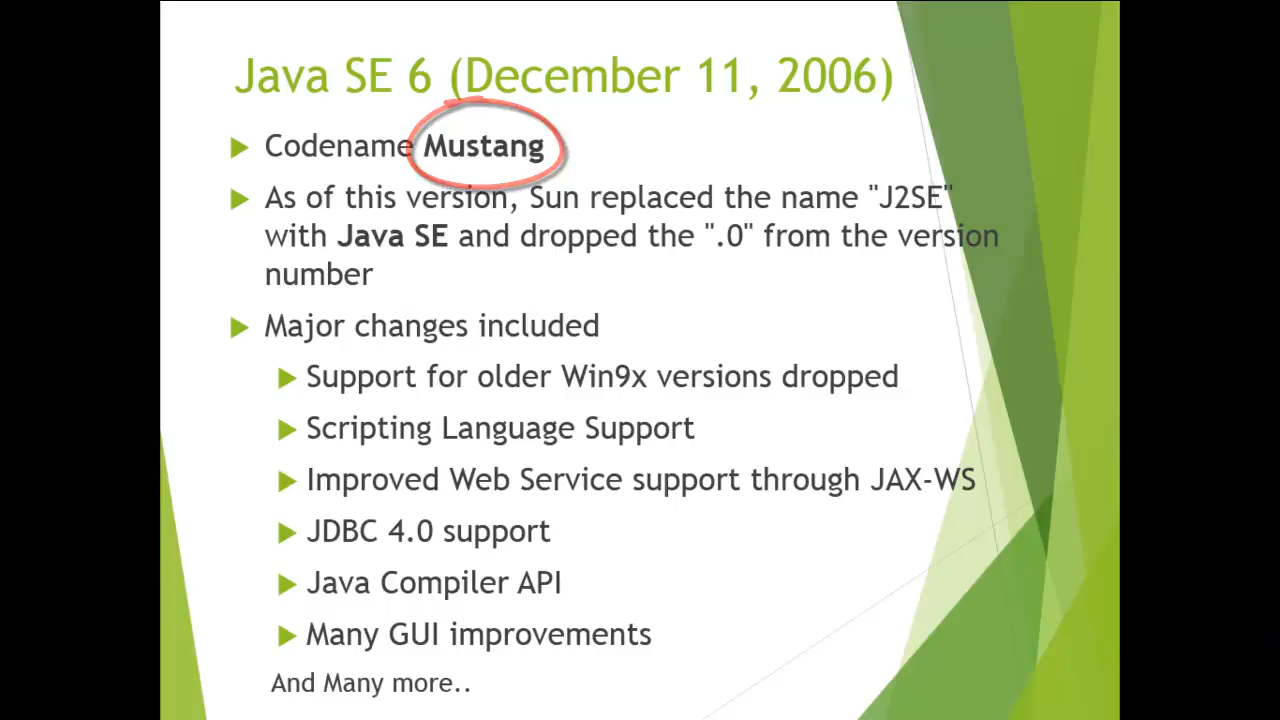 Java SE 6 (December 11, 2006)
Codename Mustang
As of this version, Sun replaced the name "J2SE"
with Java SE and dropped the ".0" from the version
number
Major changes included
Support for older Win9x versions dropped
Scripting Language Support
Improved Web Service support through JAX-WS
JDBC 4.0 support
Java Compiler API
Many GUI improvements
And Many more..